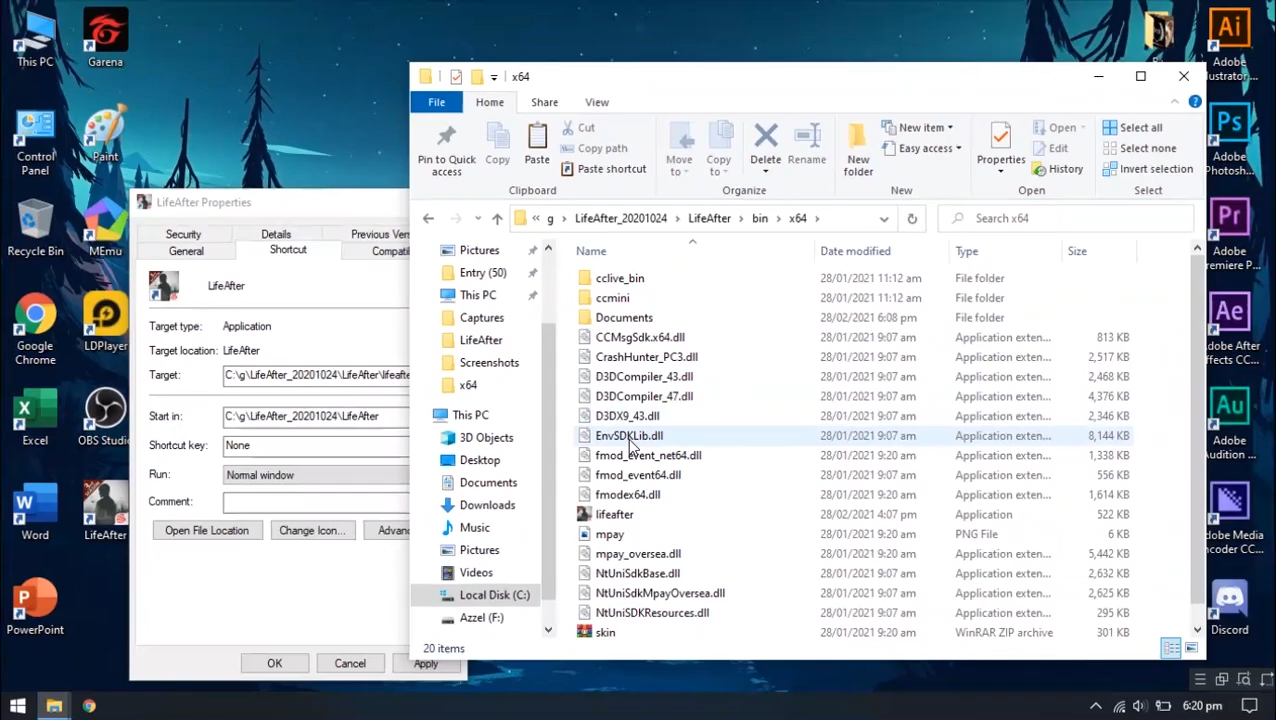 This PC
Garena
Control
Panel
Paint
Recycle Bin
MEmu
Google
Chrome
LDPlayer
Excel
OBS Studio
Word
LifeAfter
PowerPoint
LifeAfter Properties
Security
Details
Previous Vers
General
Shortcut
Compati
LifeAfter
Target type:
Application
Target location:
LifeAfter
Target:
C:\g\LifeAfter_20201024\LifeAfter\lifeafte
Start in:
C:\g\LifeAfter_20201024\LifeAfter
Shortcut key:
None
Run:
Normal window
Comment:
Open File Location
Change Icon...
Advan
OK
Cancel
Apply
x64
File
Home
Share
View
Pin to Quick
access
Copy
Paste
Cut
Copy path
Paste shortcut
Clipboard
Move
to
Copy
to
Delete
Rename
Organize
New
folder
New item
Easy access
New
Properties
Open
Edit
History
Open
Select all
Select none
Invert selection
Select
« g > LifeAfter_20201024 > LifeAfter > bin > x64 >
Search x64
Pictures
Entry (50)
This PC
Captures
LifeAfter
Screenshots
x64
This PC
3D Objects
Desktop
Documents
Downloads
Music
Pictures
Videos
Local Disk (C:)
Azzel (F:)
Name Date modified Type Size
cclive_bin 28/01/2021 11:12 am File folder
ccmini 28/01/2021 11:12 am File folder
Documents 28/02/2021 6:08 pm File folder
CCMsgSdk.x64.dll 28/01/2021 9:07 am Application exten... 813 KB
CrashHunter_PC3.dll 28/01/2021 9:07 am Application exten... 2,517 KB
D3DCompiler_43.dll 28/01/2021 9:07 am Application exten... 2,468 KB
D3DCompiler_47.dll 28/01/2021 9:07 am Application exten... 2,396 KB
D3DX9_43.dll 28/01/2021 9:07 am Application exten... 2,346 KB
EnvSDKLib.dll 28/01/2021 9:07 am Application exten... 8,144 KB
fmod_event_net64.dll 28/01/2021 9:20 am Application exten... 1,338 KB
fmod_event64.dll 28/01/2021 9:07 am Application exten... 556 KB
fmodex64.dll 28/01/2021 9:20 am Application exten... 1,614 KB
lifeafter 28/02/2021 4:07 pm Application 522 KB
mpay 28/01/2021 9:20 am PNG File 6 KB
mpay_oversea.dll 28/01/2021 9:20 am Application exten... 5,442 KB
NtUniSdkBase.dll 28/01/2021 9:07 am Application exten... 2,632 KB
NtUniSdkMpayOversea.dll 28/01/2021 9:07 am Application exten... 2,625 KB
NtUniSDKResources.dll 28/01/2021 9:07 am Application exten... 295 KB
skin 28/01/2021 9:20 am WinRAR ZIP archive 301 KB
20 items
Ai
Adobe
Ps
Adobe
Pr
Adobe
Ae
Adobe After
Effects CC...
Au
Adobe
Audition ...
Adobe Media
Encoder CC...
Discord
6:20 pm